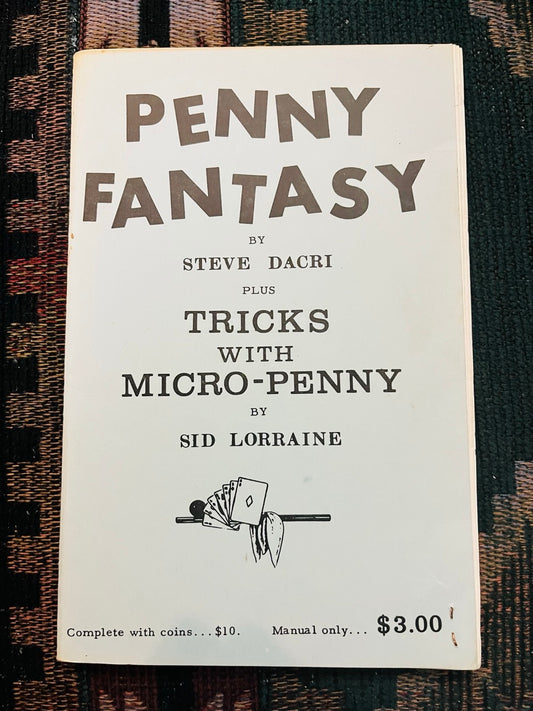 PENNY
FANTASY
BY
STEVE DACRI
PLUS
TRICKS
WITH
MICRO-PENNY
BY
SID LORRAINE
Complete with coins...$10. Manual only... $3.00